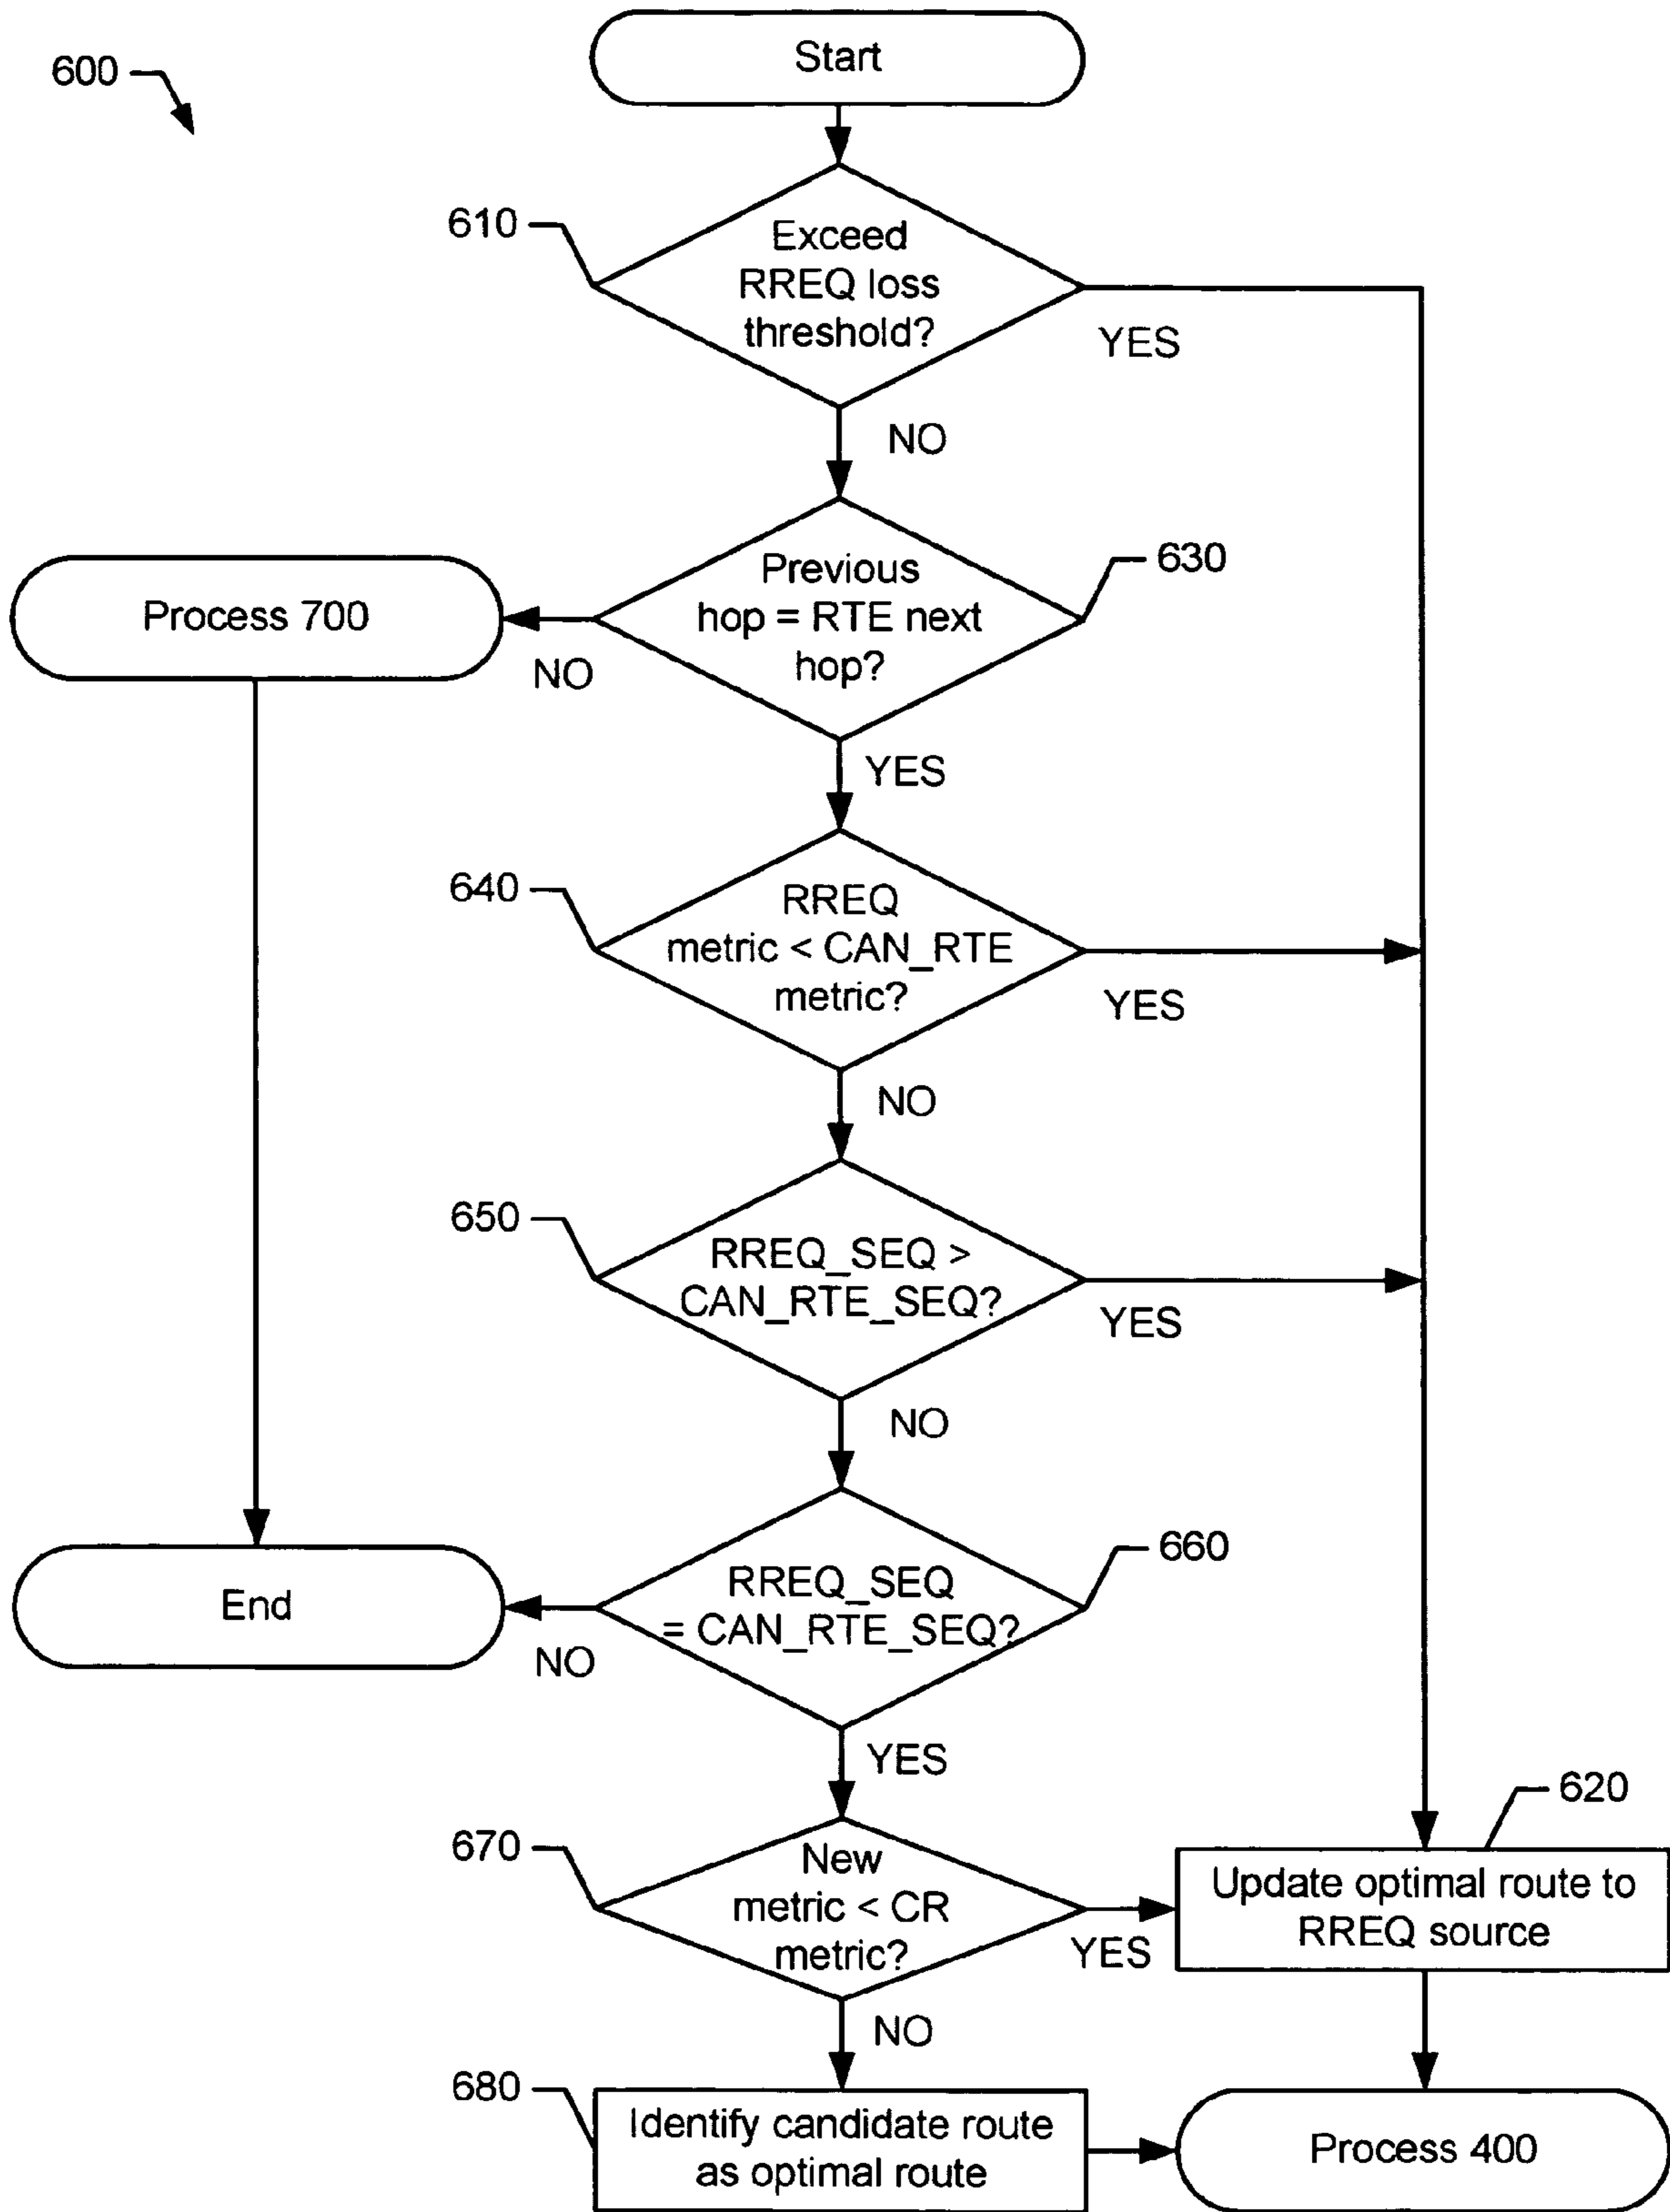 Start
600
610
Exceed
RREQ loss
threshold?
YES
NO
630
Previous
hop = RTE next
hop?
Process 700
NO
YES
640
RREQ
metric < CAN_RTE
metric?
YES
NO
650
RREQ_SEQ >
CAN_RTE_SEQ?
YES
NO
660
RREQ_SEQ
= CAN_RTE_SEQ?
End
NO
YES
620
670
New
metric < CR
metric?
YES
Update optimal route to
RREQ source
NO
680
Identify candidate route
as optimal route
Process 400